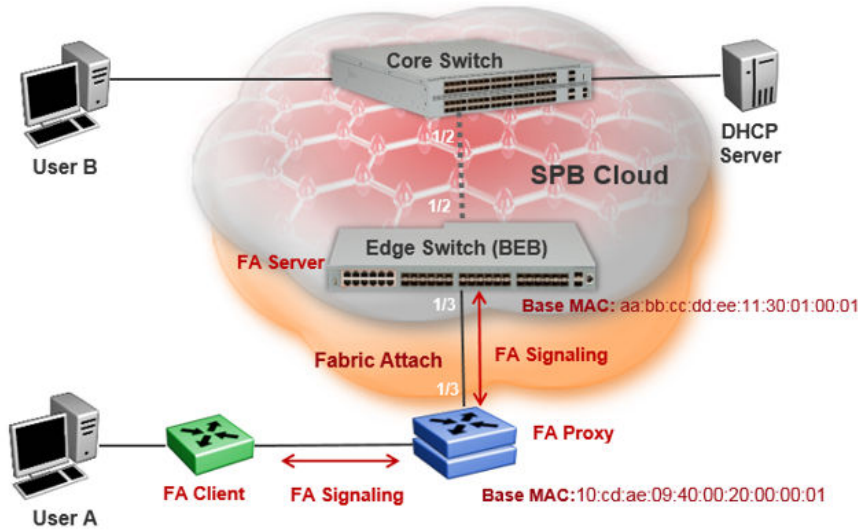 Core Switch
User B
DHCP
Server
1/2
SPB Cloud
1/2
Edge Switch (BEB)
FA Server
1/3
Base MAC: aa:bb:cc:dd:ee:11:30:01:00:01
Fabric Attach
FA Signaling
1/3
FA Proxy
FA Client
FA Signaling
Base MAC:10:cd:ae:09:40:00:20:00:00:01
User A